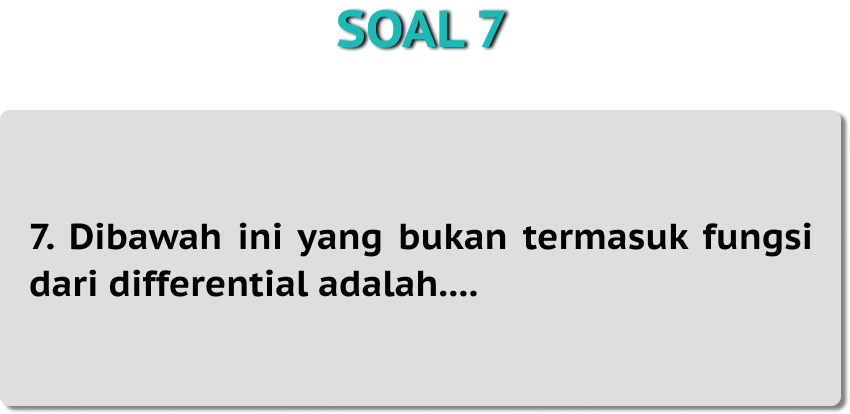 SOAL 7
7. Dibawah ini yang bukan termasuk fungsi
dari differential adalah....